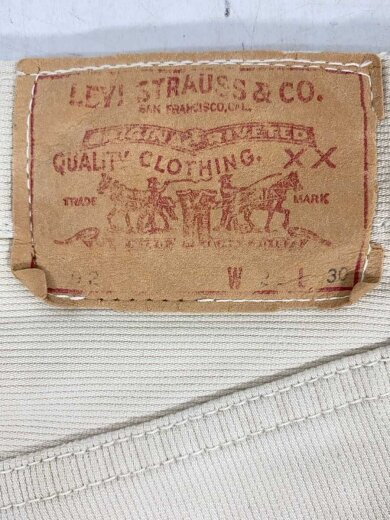 LEVI STRAUSS & CO.
SAN FRANCISCO, CAL.
ORIGINAL RIVETED
QUALITY CLOTHING. XX
TRADE MARK
W L 30